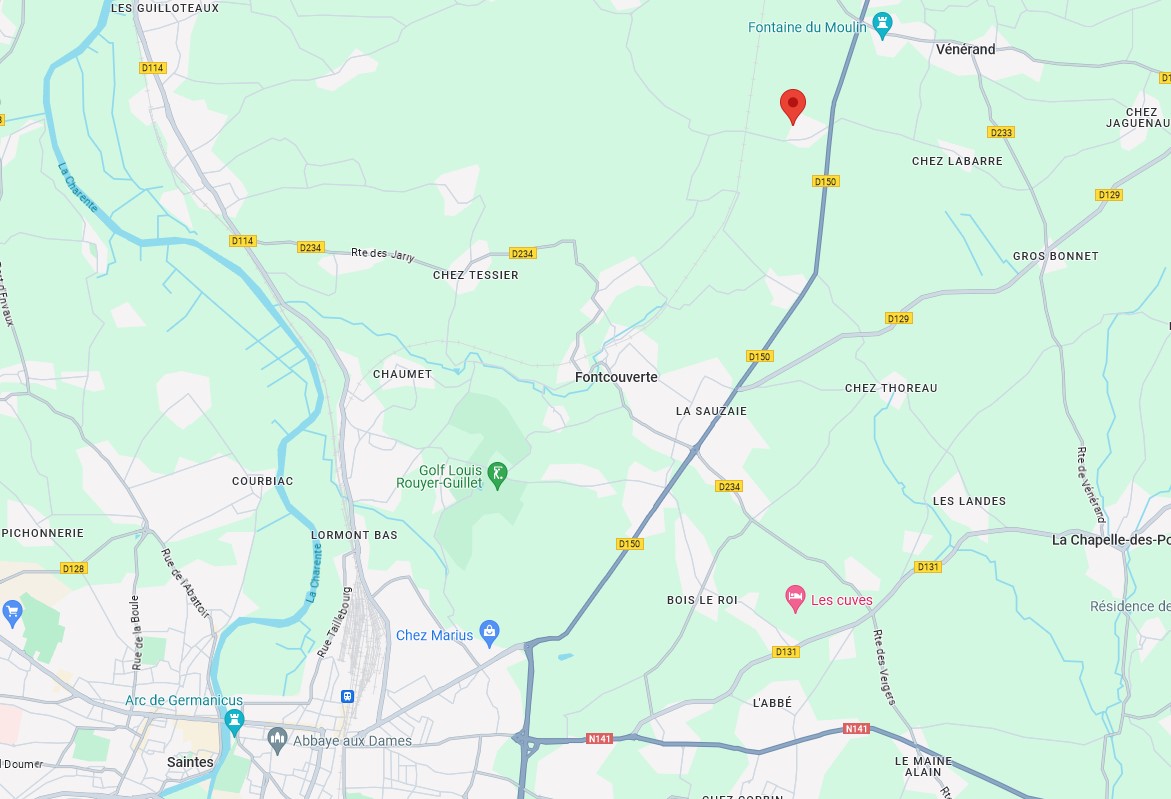 LES GUILLOTEAUX
Fontaine du Moulin
Vénérand
D114
CHEZ
JAGUENAU
D233
CHEZ LABARRE
La Charente
D150
D129
D114
D234
Rte des Jarry
D234
CHEZ TESSIER
GROS BONNET
D129
D150
CHAUMET
Fontcouverte
CHEZ THOREAU
LA SAUZAIE
Golf Louis
Rouyer-Guillet
COURBIAC
D234
Rte de Vénérand
LES LANDES
PICHONNERIE
LORMONT BAS
D150
La Chapelle-des-Po
D128
La Charente
Rue de l'Abattoir
D131
Rue de la Boule
Rue Taillebourg
BOIS LE ROI
Les cuves
Résidence de
Chez Marius
D131
Rte des Vergers
Arc de Germanicus
L'ABBÉ
N141
N141
Abbaye aux Dames
Saintes
Doumer
LE MAINE
ALAIN